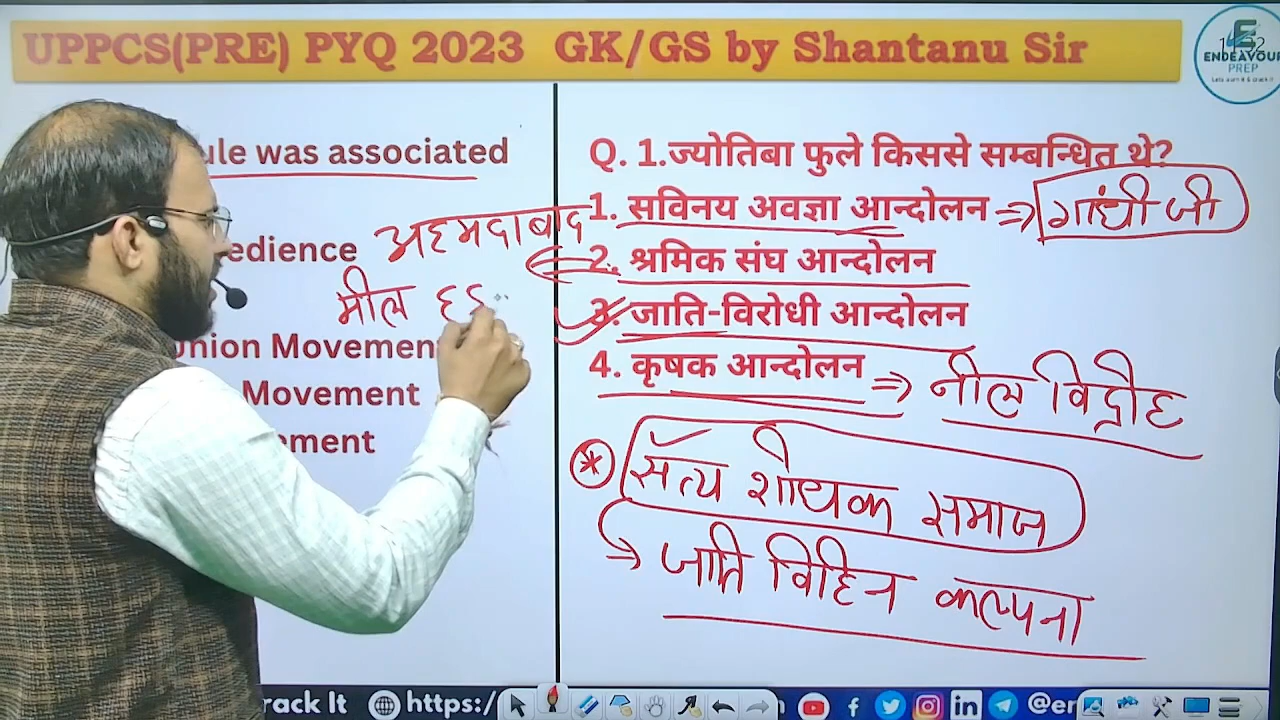 UPPCS(PRE) PYQ 2023 GK/GS by Shantanu Sir
ENDEAVOUR
PREP
ule was associated
edience
nion Movemen
Movement
ement
अहमदाबाद
मील
Q. 1.ज्योतिबा फुले किससे सम्बन्धित थे?
1. सविनय अवज्ञा आन्दोलन ⇒ गांधी जी
2. श्रमिक संघ आन्दोलन
3. जाति-विरोधी आन्दोलन
4. कृषक आन्दोलन ⇒ नील विद्रोह
सत्य शोधक समाज
→ जाति विहिन कल्पना
rack It https:/ @er